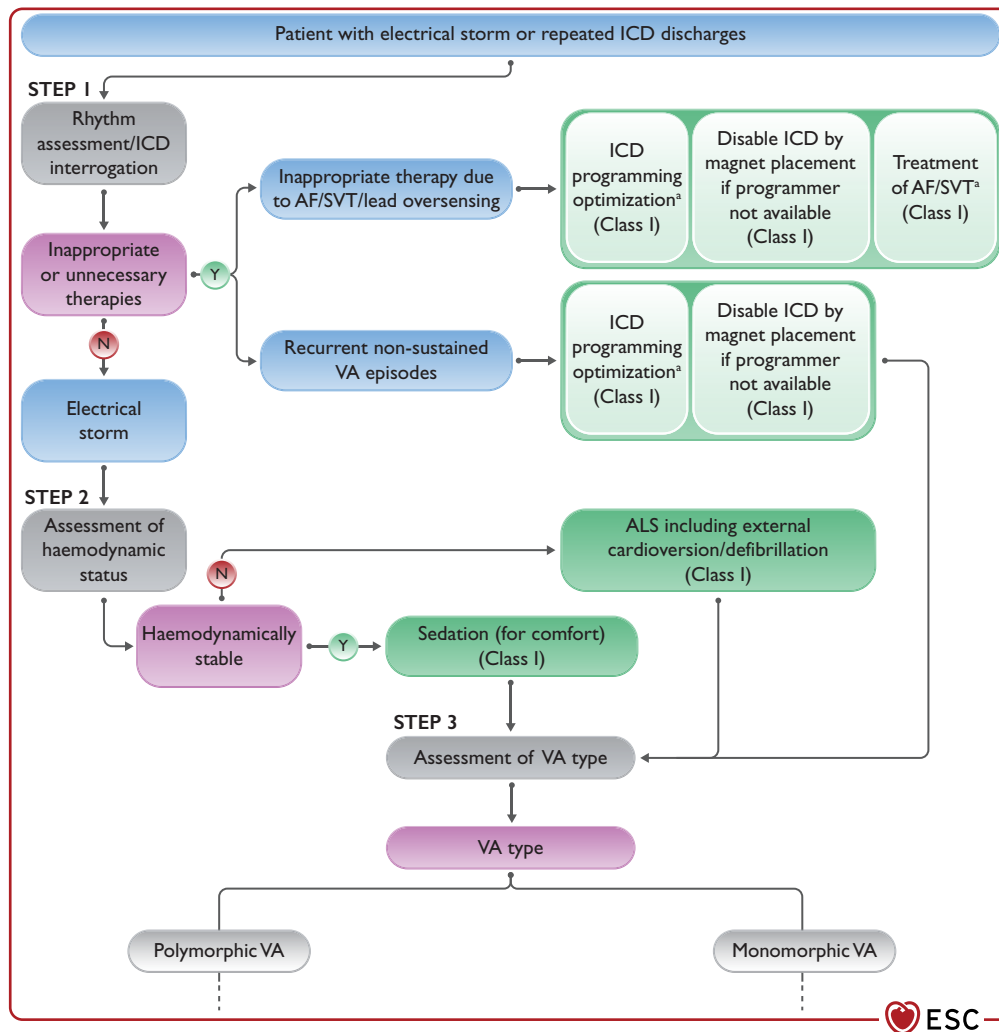 Patient with electrical storm or repeated ICD discharges
STEP 1
Rhythm
assessment/ICD
interrogation
Inappropriate
or unnecessary
therapies
Y
Inappropriate therapy due
to AF/SVT/lead oversensing
ICD
programming
optimizationᵃ
(Class I)
Disable ICD by
magnet placement
if programmer
not available
(Class I)
Treatment
of AF/SVTᵃ
(Class I)
Recurrent non-sustained
VA episodes
ICD
programming
optimizationᵃ
(Class I)
Disable ICD by
magnet placement
if programmer
not available
(Class I)
N
Electrical
storm
STEP 2
Assessment of
haemodynamic
status
N
ALS including external
cardioversion/defibrillation
(Class I)
Haemodynamically
stable
Y
Sedation (for comfort)
(Class I)
STEP 3
Assessment of VA type
VA type
Polymorphic VA
Monomorphic VA
ESC